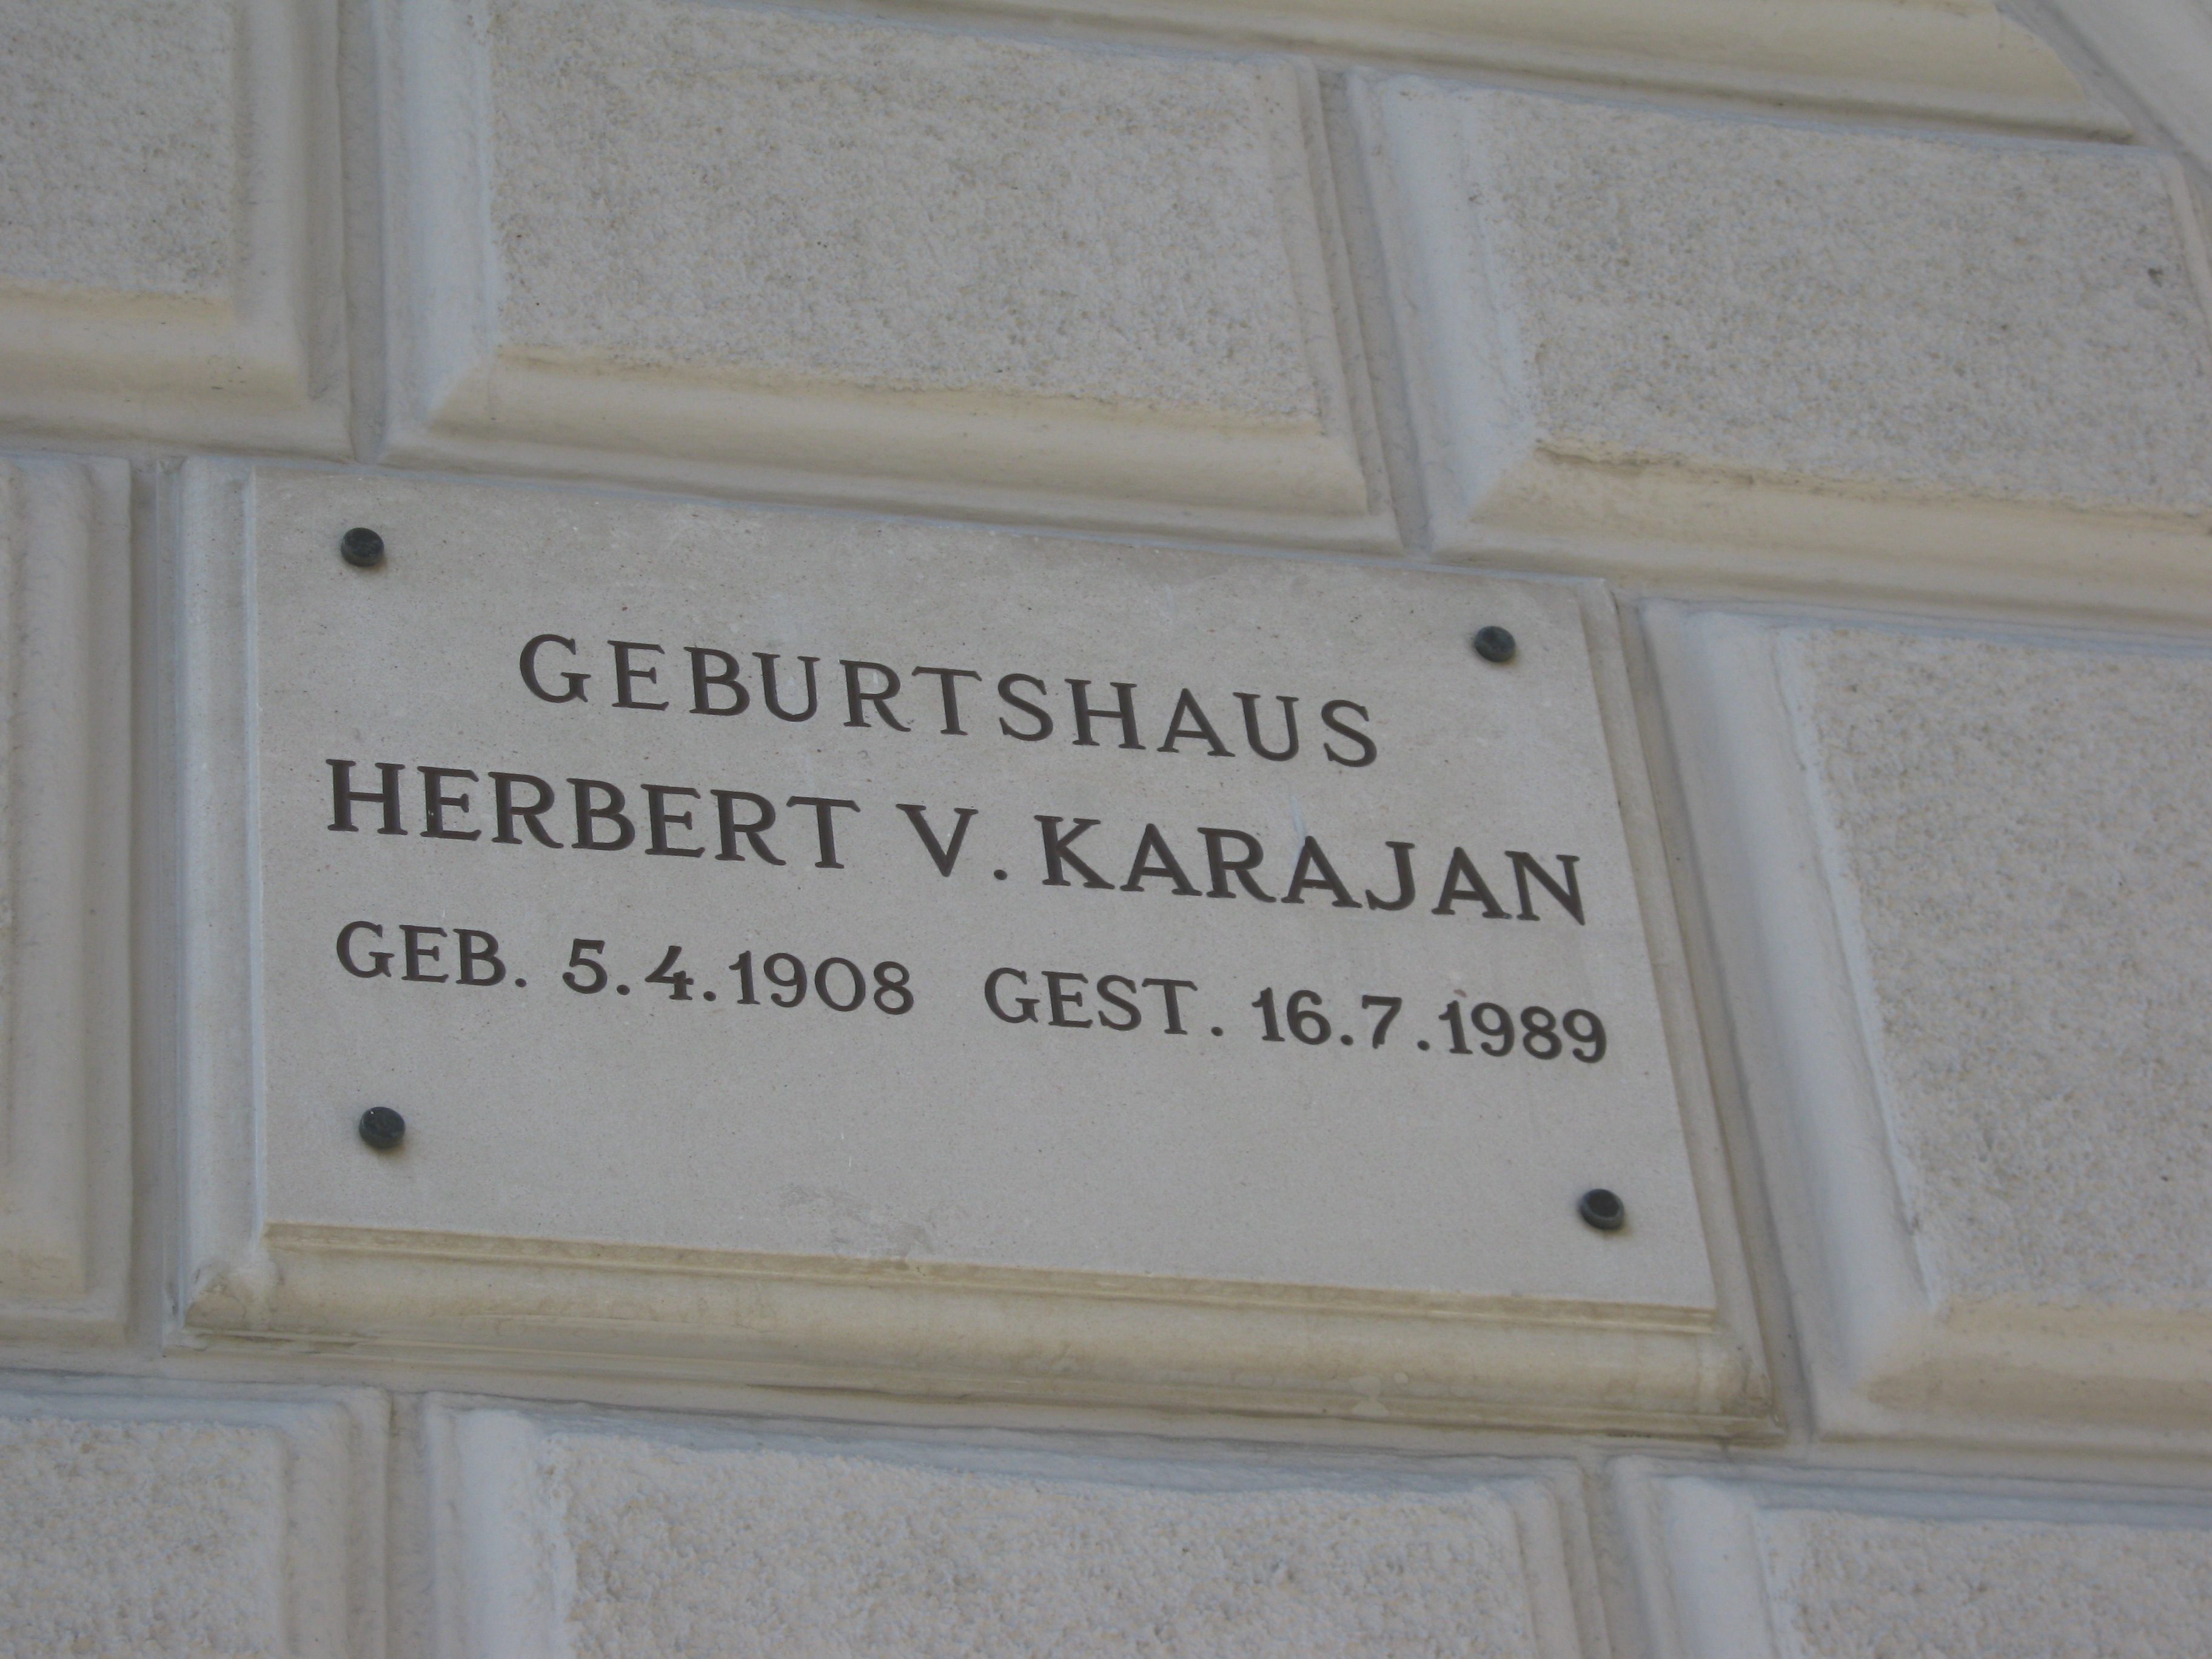 GEBURTSHAUS
HERBERT V. KARAJAN
GEB. 5.4.1908 GEST. 16.7.1989